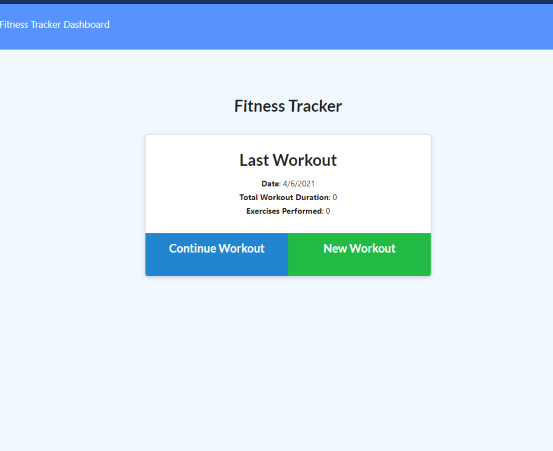 Fitness Tracker Dashboard
Fitness Tracker
Last Workout
Date: 4/6/2021
Total Workout Duration: 0
Exercises Performed: 0
Continue Workout New Workout